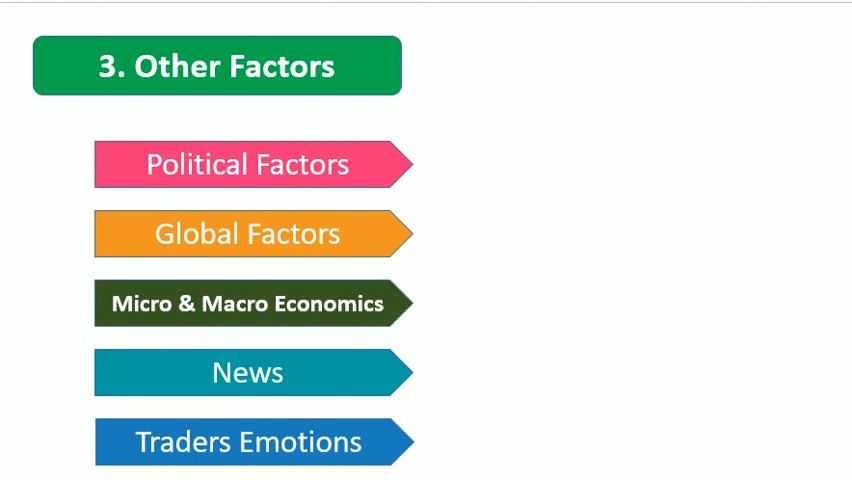 3. Other Factors
Political Factors
Global Factors
Micro & Macro Economics
News
Traders Emotions